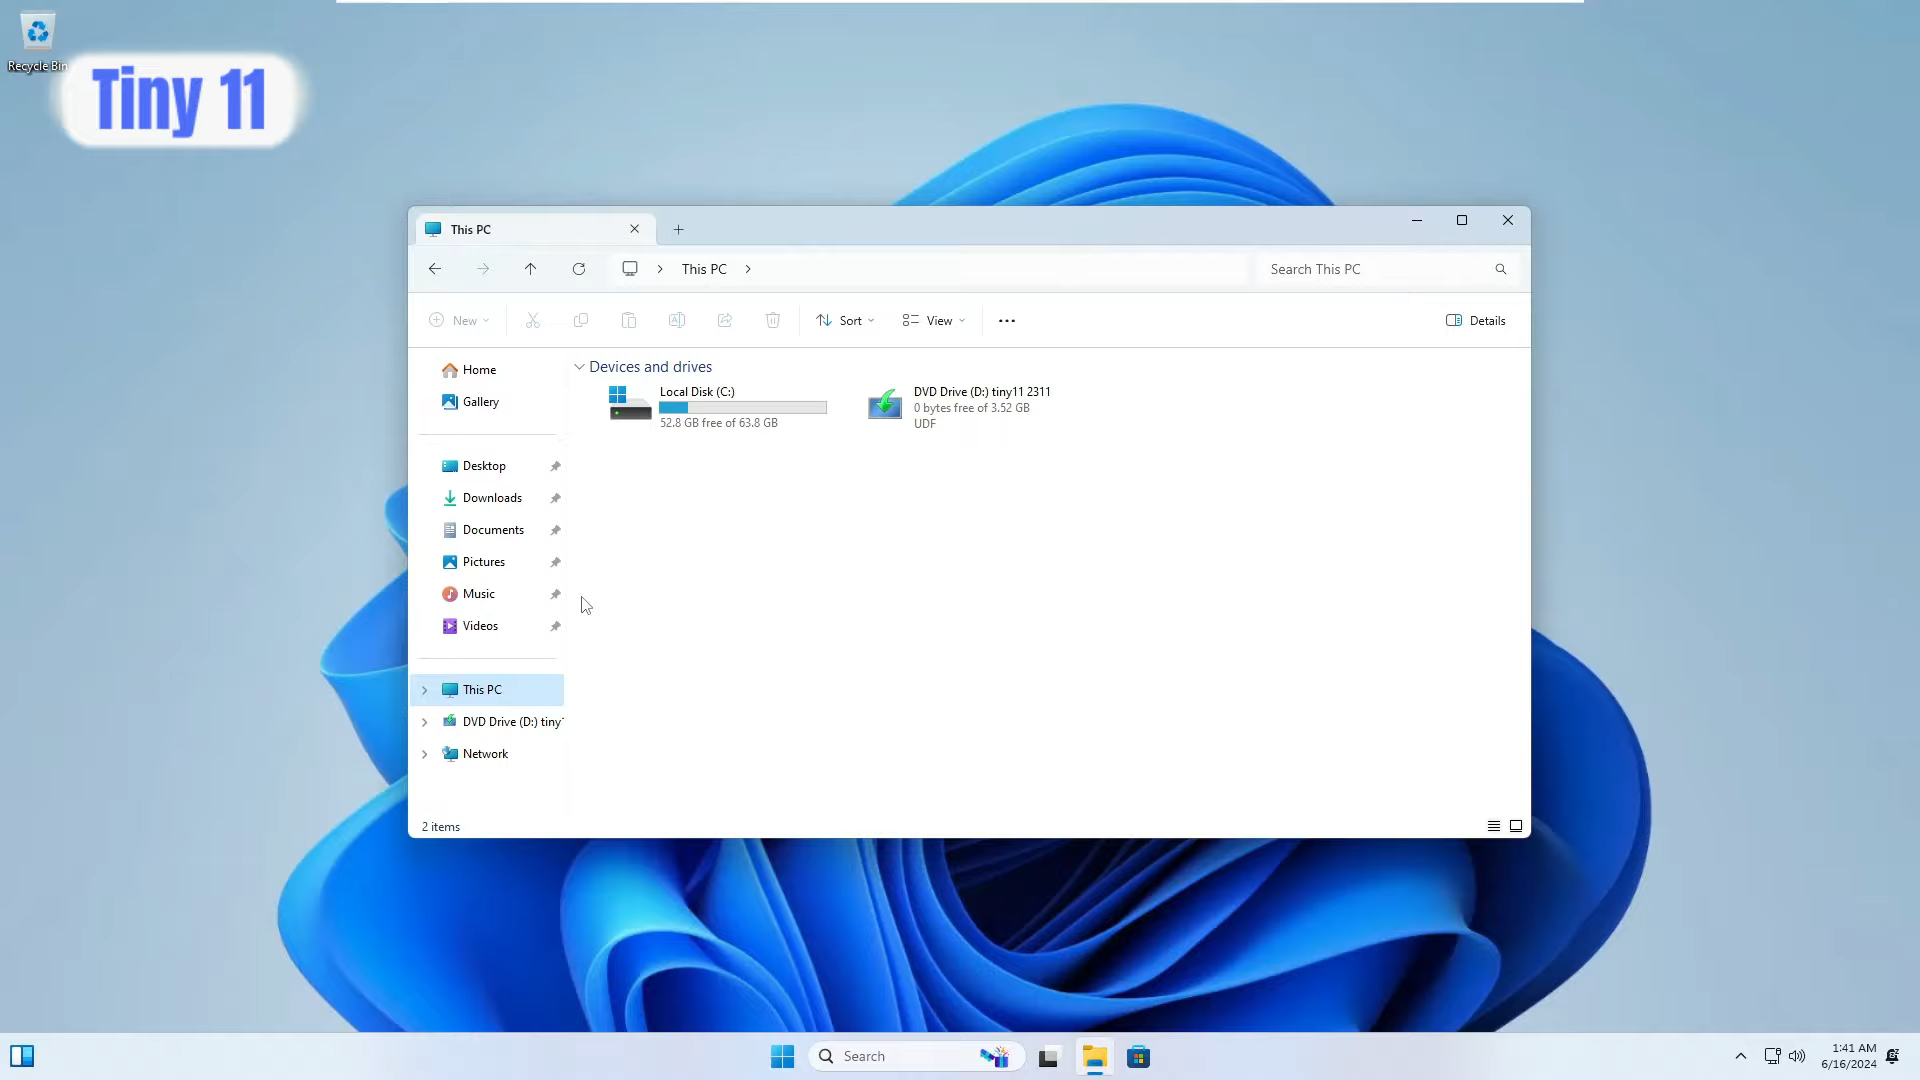 Recycle Bin
Tiny 11
This PC
This PC
Search This PC
New
Sort
View
Details
Home
Gallery
Desktop
Downloads
Documents
Pictures
Music
Videos
This PC
DVD Drive (D:) tiny1
Network
Devices and drives
Local Disk (C:)
52.8 GB free of 63.8 GB
DVD Drive (D:) tiny11 2311
0 bytes free of 3.52 GB
UDF
2 items
Search
1:41 AM
6/16/2024